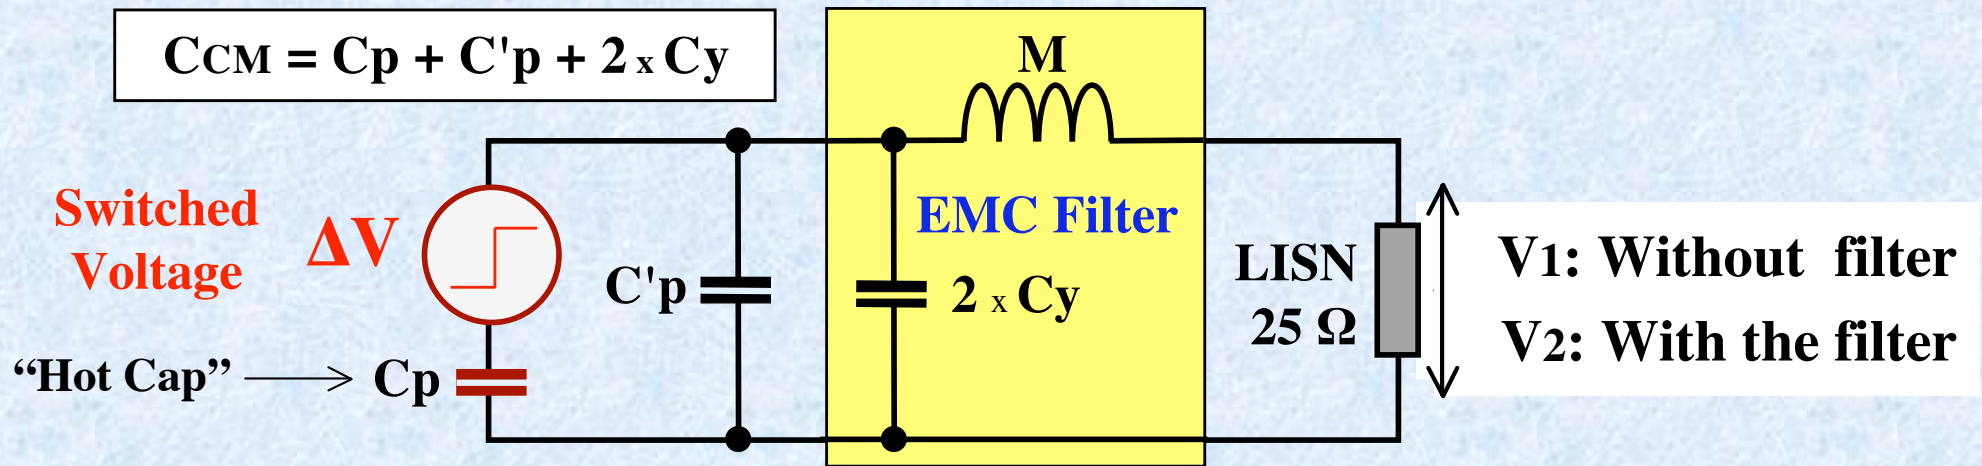 CCM = Cp + C'p + 2 x Cy
M
Switched
Voltage
ΔV
C'p
EMC Filter
2 x Cy
LISN
25 Ω
V1: Without filter
V2: With the filter
“Hot Cap”
Cp